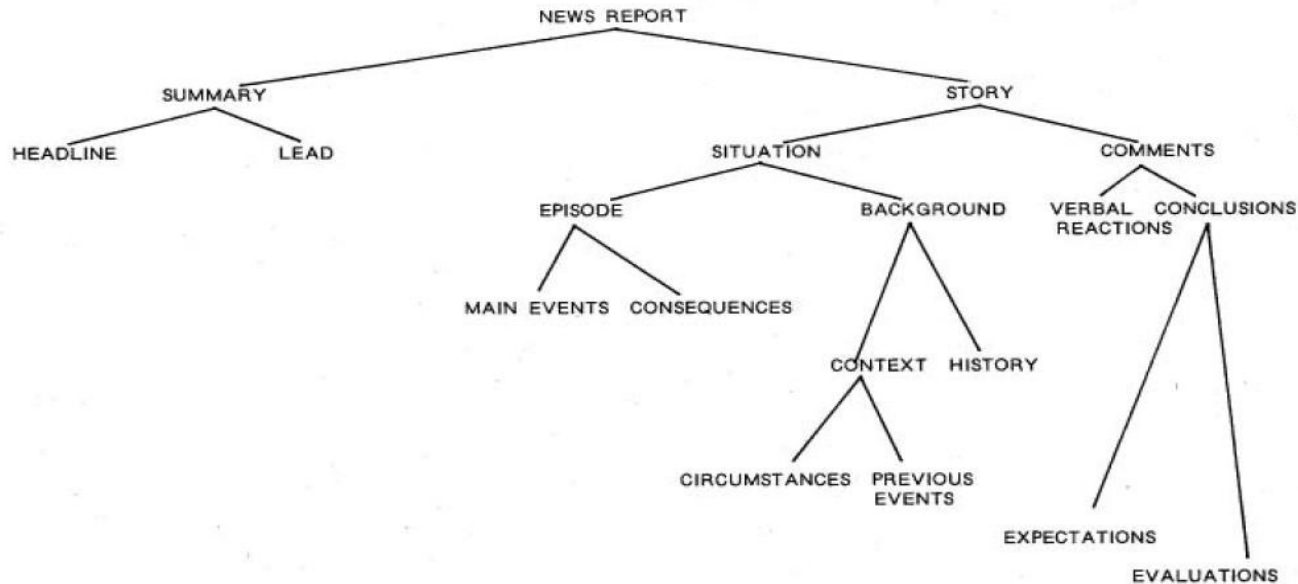 NEWS REPORT
SUMMARY
STORY
HEADLINE
LEAD
SITUATION
COMMENTS
EPISODE
BACKGROUND
VERBAL
REACTIONS
CONCLUSIONS
MAIN EVENTS
CONSEQUENCES
CONTEXT
HISTORY
CIRCUMSTANCES
PREVIOUS
EVENTS
EXPECTATIONS
EVALUATIONS